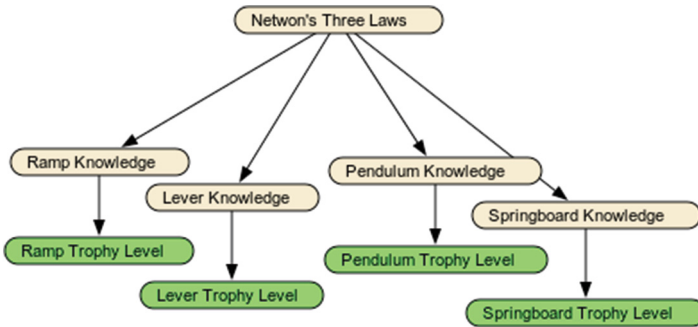 Netwon's Three Laws
Ramp Knowledge
Pendulum Knowledge
Lever Knowledge
Springboard Knowledge
Ramp Trophy Level
Pendulum Trophy Level
Lever Trophy Level
Springboard Trophy Level